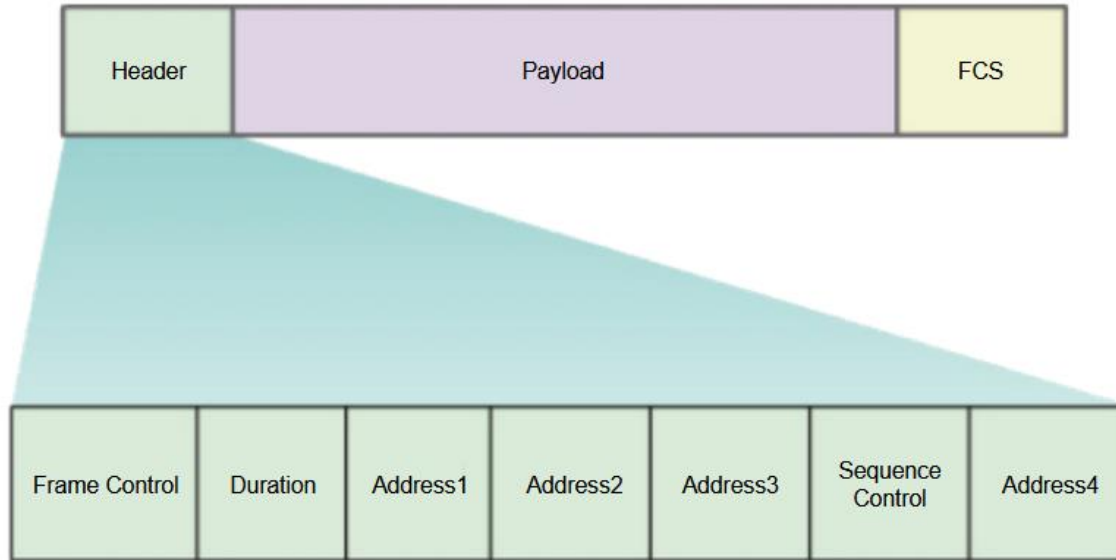 Header
Payload
FCS
Frame Control
Duration
Address1
Address2
Address3
Sequence
Control
Address4